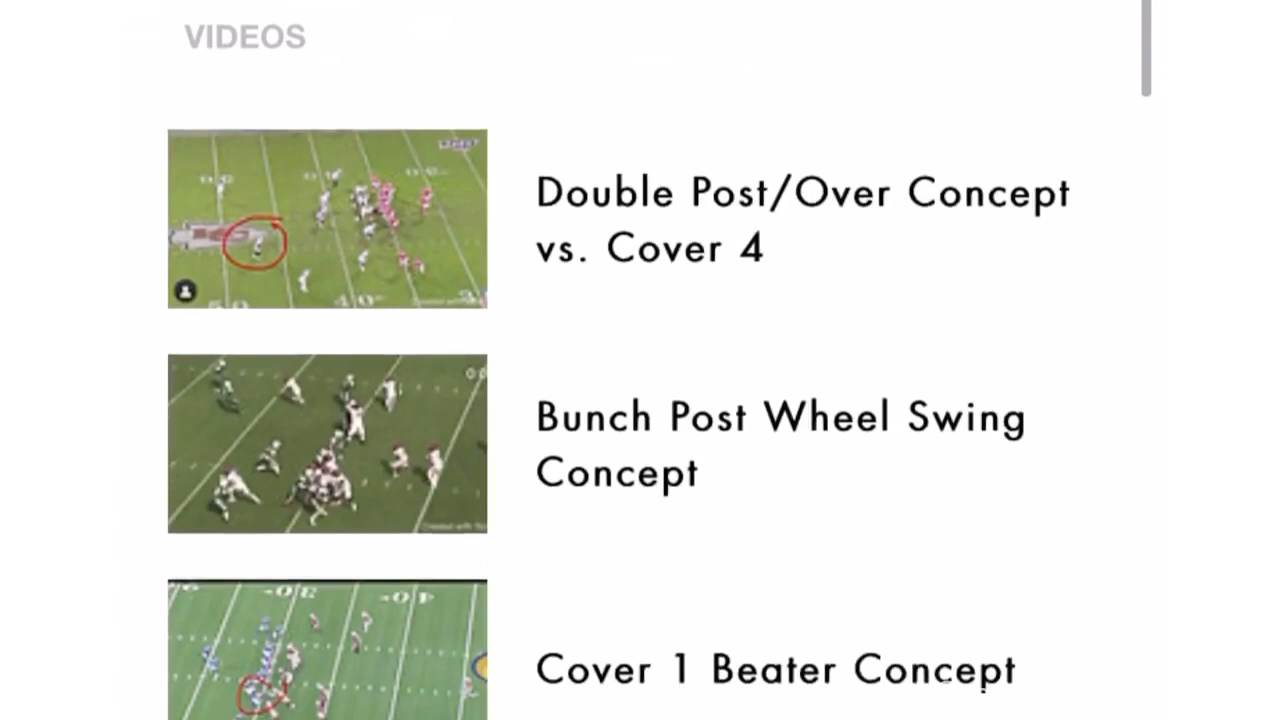 VIDEOS
Double Post/Over Concept
vs. Cover 4
Bunch Post Wheel Swing
Concept
Cover 1 Beater Concept